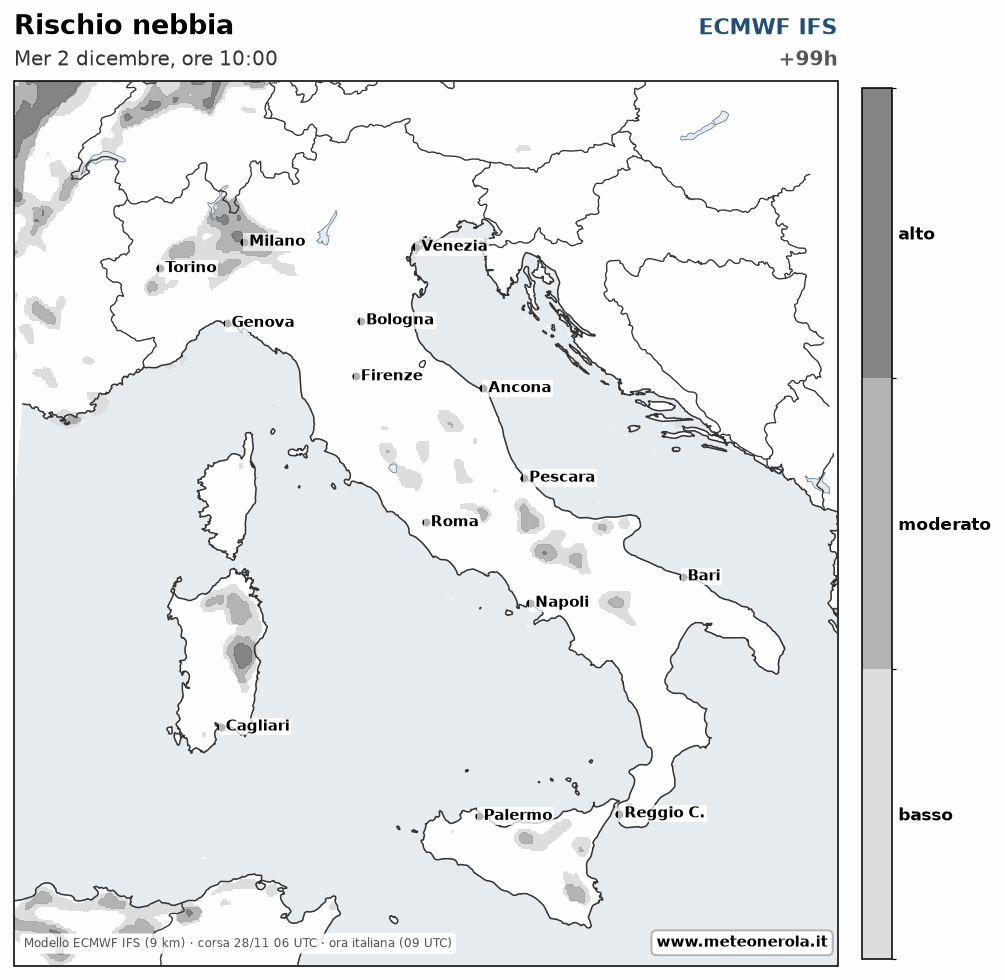 Rischio nebbia
ECMWF IFS
Mer 2 dicembre, ore 10:00
+99h
alto
moderato
basso
Milano
Venezia
Torino
Genova
Bologna
Firenze
Ancona
Pescara
Roma
Bari
Napoli
Cagliari
Palermo
Reggio C.
Modello ECMWF IFS (9 km) · corsa 28/11 06 UTC · ora italiana (09 UTC)
www.meteonerola.it